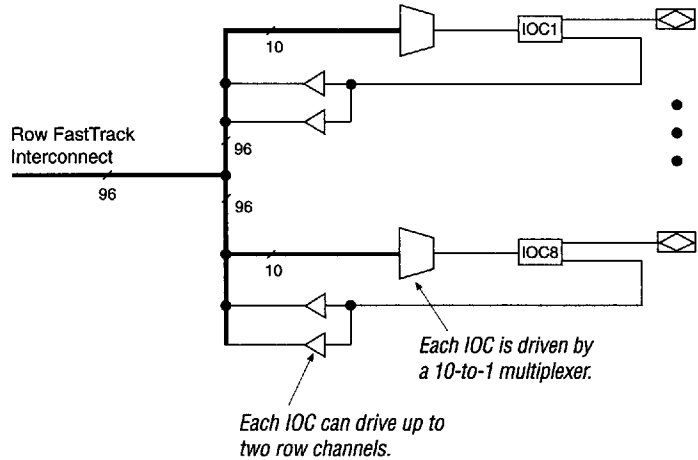 10
IOC1
Row FastTrack
Interconnect
96
96
96
10
IOC8
Each IOC is driven by
a 10-to-1 multiplexer.
Each IOC can drive up to
two row channels.